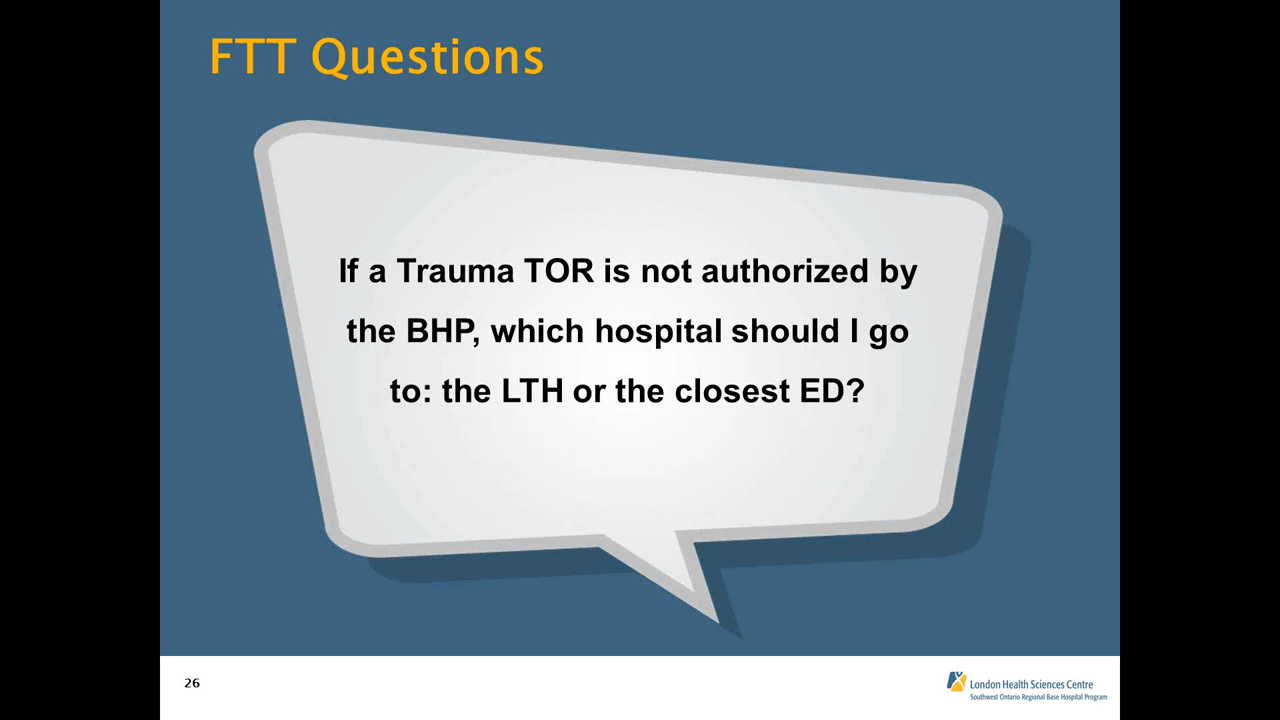 FTT Questions
If a Trauma TOR is not authorized by
the BHP, which hospital should I go
to: the LTH or the closest ED?
26
London Health Sciences Centre
Southwest Ontario Regional Base Hospital Program